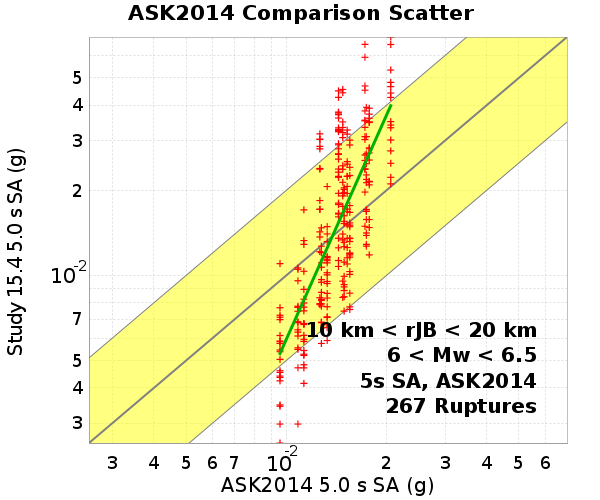 ASK2014 Comparison Scatter
Study 15.4 5.0 s SA (g)
5
4
3
2
10-2
7
5
4
3
10 km < rJB < 20 km
6 < Mw < 6.5
5s SA, ASK2014
267 Ruptures
3 4 5 6 7 10-2 2 3 4 5 6
ASK2014 5.0 s SA (g)